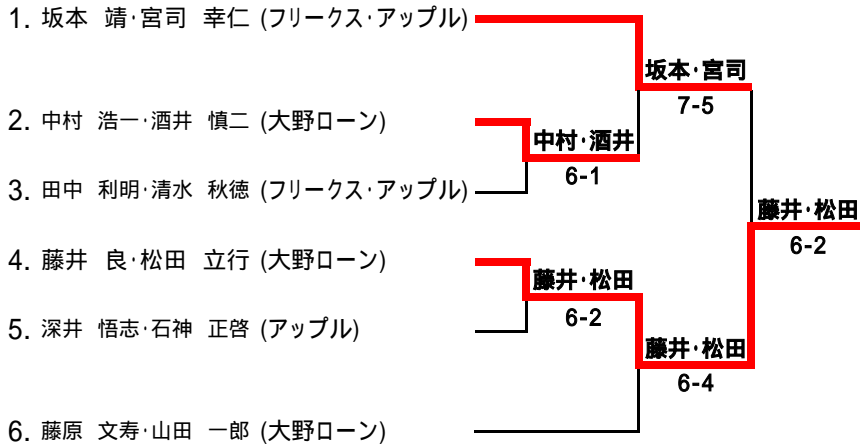 1. 坂本 靖・宮司 幸仁 (フリークス・アップル)
坂本・宮司
7-5
2. 中村 浩一・酒井 慎二 (大野ローン)
中村・酒井
6-1
3. 田中 利明・清水 秋徳 (フリークス・アップル)
藤井・松田
6-2
4. 藤井 良・松田 立行 (大野ローン)
藤井・松田
6-2
5. 深井 悟志・石神 正啓 (アップル)
藤井・松田
6-4
6. 藤原 文寿・山田 一郎 (大野ローン)